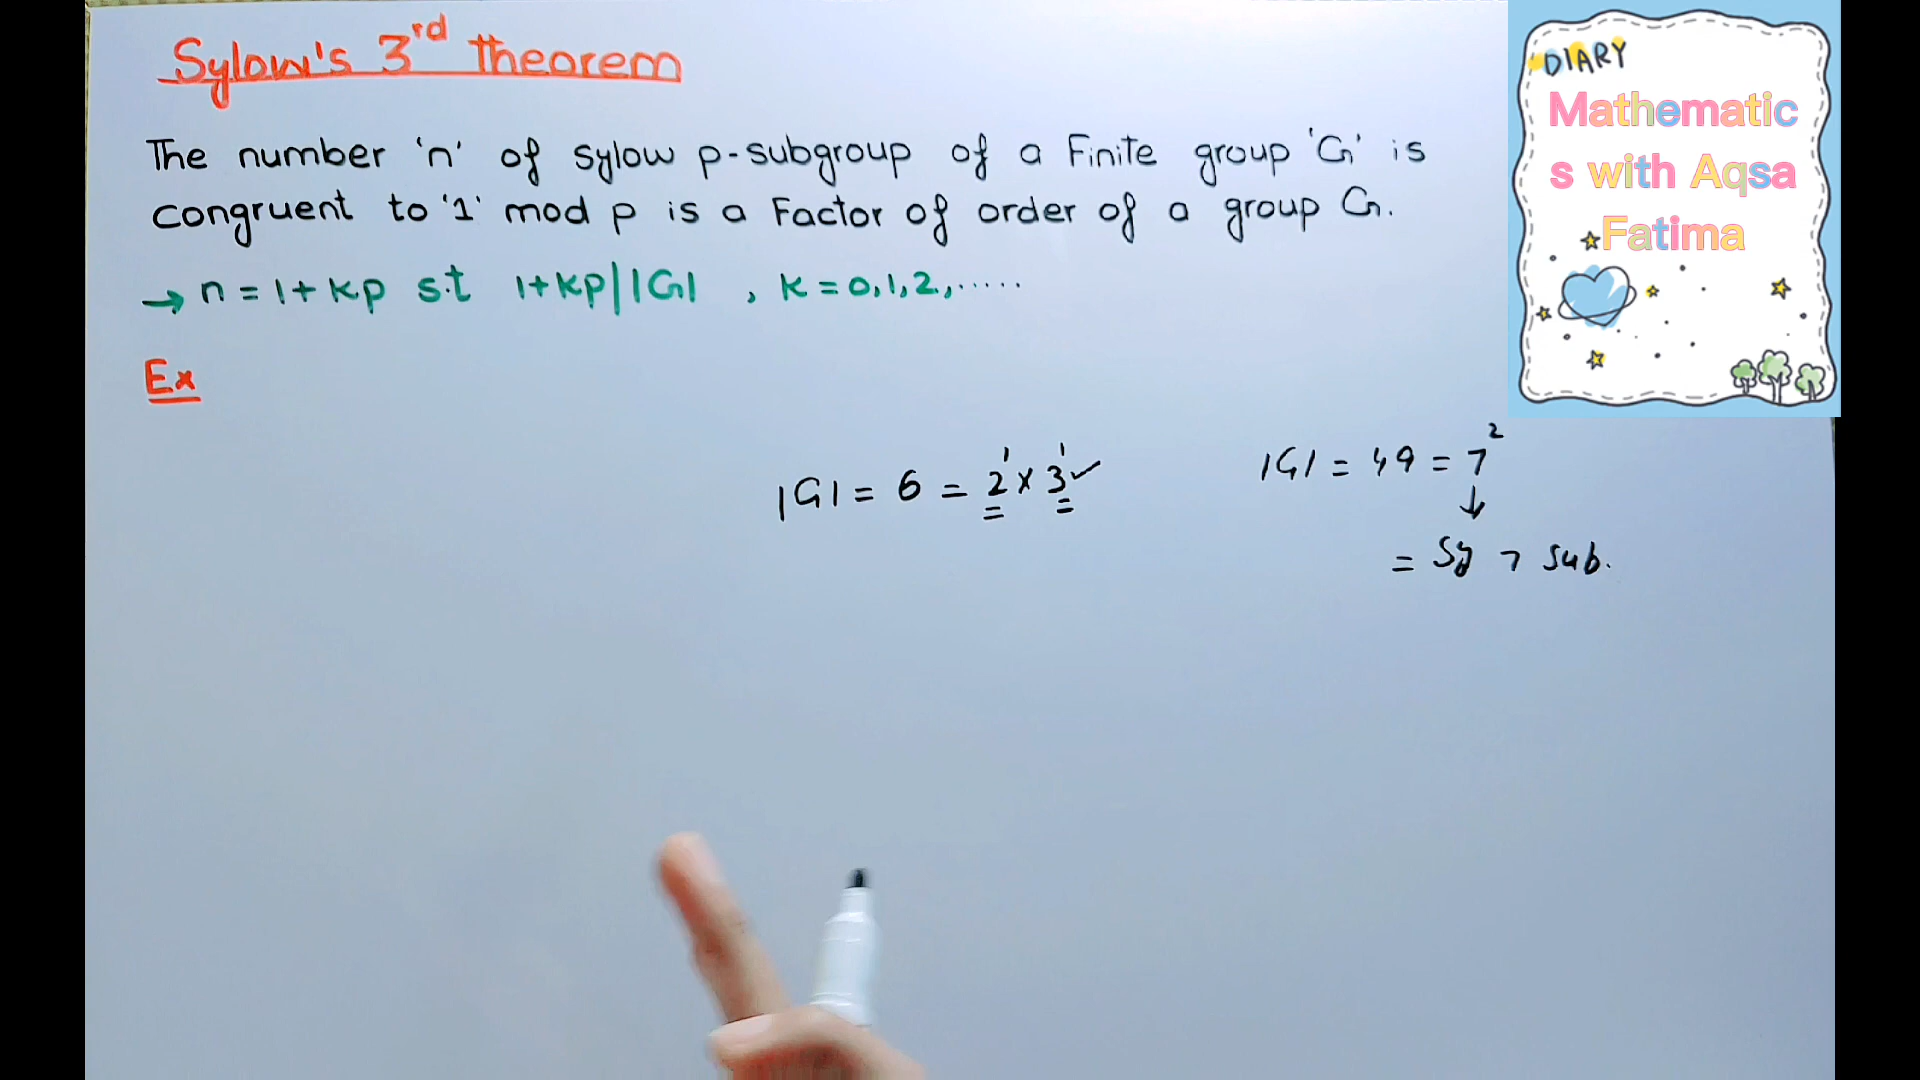 Sylow's 3rd theorem
The number 'n' of sylow p-subgroup of a Finite group 'G' is
congruent to '1' mod p is a Factor of order of a group G.
→ n = 1+kp s.t 1+kp||G| , k = 0,1,2,.....
Ex
|G| = 6 = 2¹ x 3¹ ✓
|G| = 49 = 7²
↓
= Sy 7 sub.
DIARY
Mathematic
s with Aqsa
Fatima